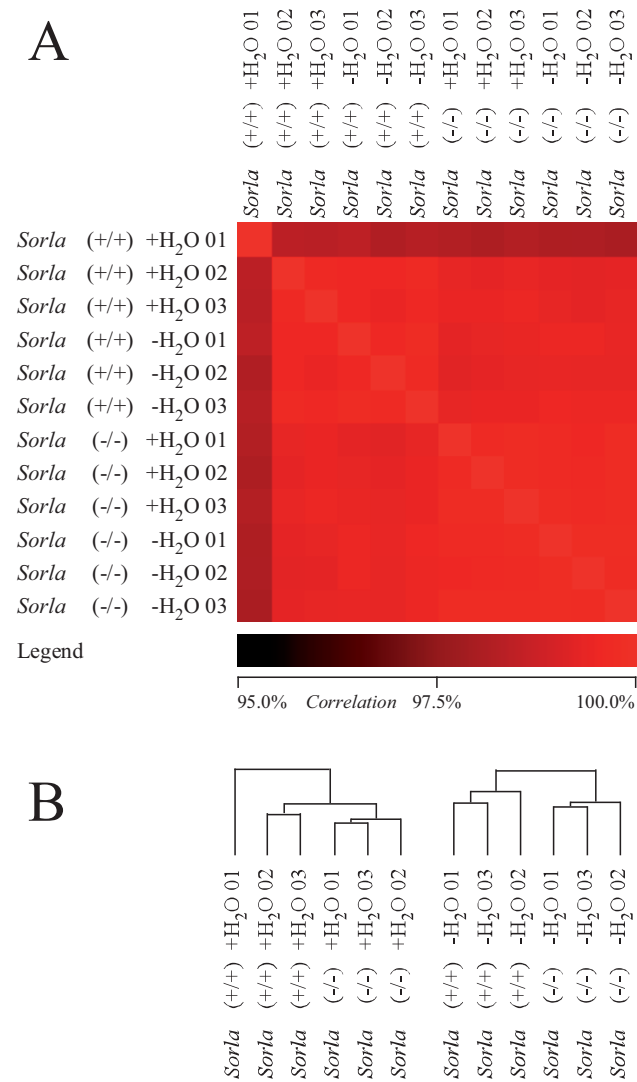 A
Sorla (+/+) +H₂O 01
Sorla (+/+) +H₂O 02
Sorla (+/+) +H₂O 03
Sorla (+/+) -H₂O 01
Sorla (+/+) -H₂O 02
Sorla (+/+) -H₂O 03
Sorla (-/-) +H₂O 01
Sorla (-/-) +H₂O 02
Sorla (-/-) +H₂O 03
Sorla (-/-) -H₂O 01
Sorla (-/-) -H₂O 02
Sorla (-/-) -H₂O 03
Sorla (+/+) +H₂O 01
Sorla (+/+) +H₂O 02
Sorla (+/+) +H₂O 03
Sorla (+/+) -H₂O 01
Sorla (+/+) -H₂O 02
Sorla (+/+) -H₂O 03
Sorla (-/-) +H₂O 01
Sorla (-/-) +H₂O 02
Sorla (-/-) +H₂O 03
Sorla (-/-) -H₂O 01
Sorla (-/-) -H₂O 02
Sorla (-/-) -H₂O 03
Legend
95.0% Correlation 97.5% 100.0%
B
Sorla (+/+) +H₂O 01
Sorla (+/+) +H₂O 02
Sorla (+/+) +H₂O 03
Sorla (-/-) +H₂O 01
Sorla (-/-) +H₂O 03
Sorla (-/-) +H₂O 02
Sorla (+/+) -H₂O 01
Sorla (+/+) -H₂O 03
Sorla (+/+) -H₂O 02
Sorla (-/-) -H₂O 01
Sorla (-/-) -H₂O 03
Sorla (-/-) -H₂O 02